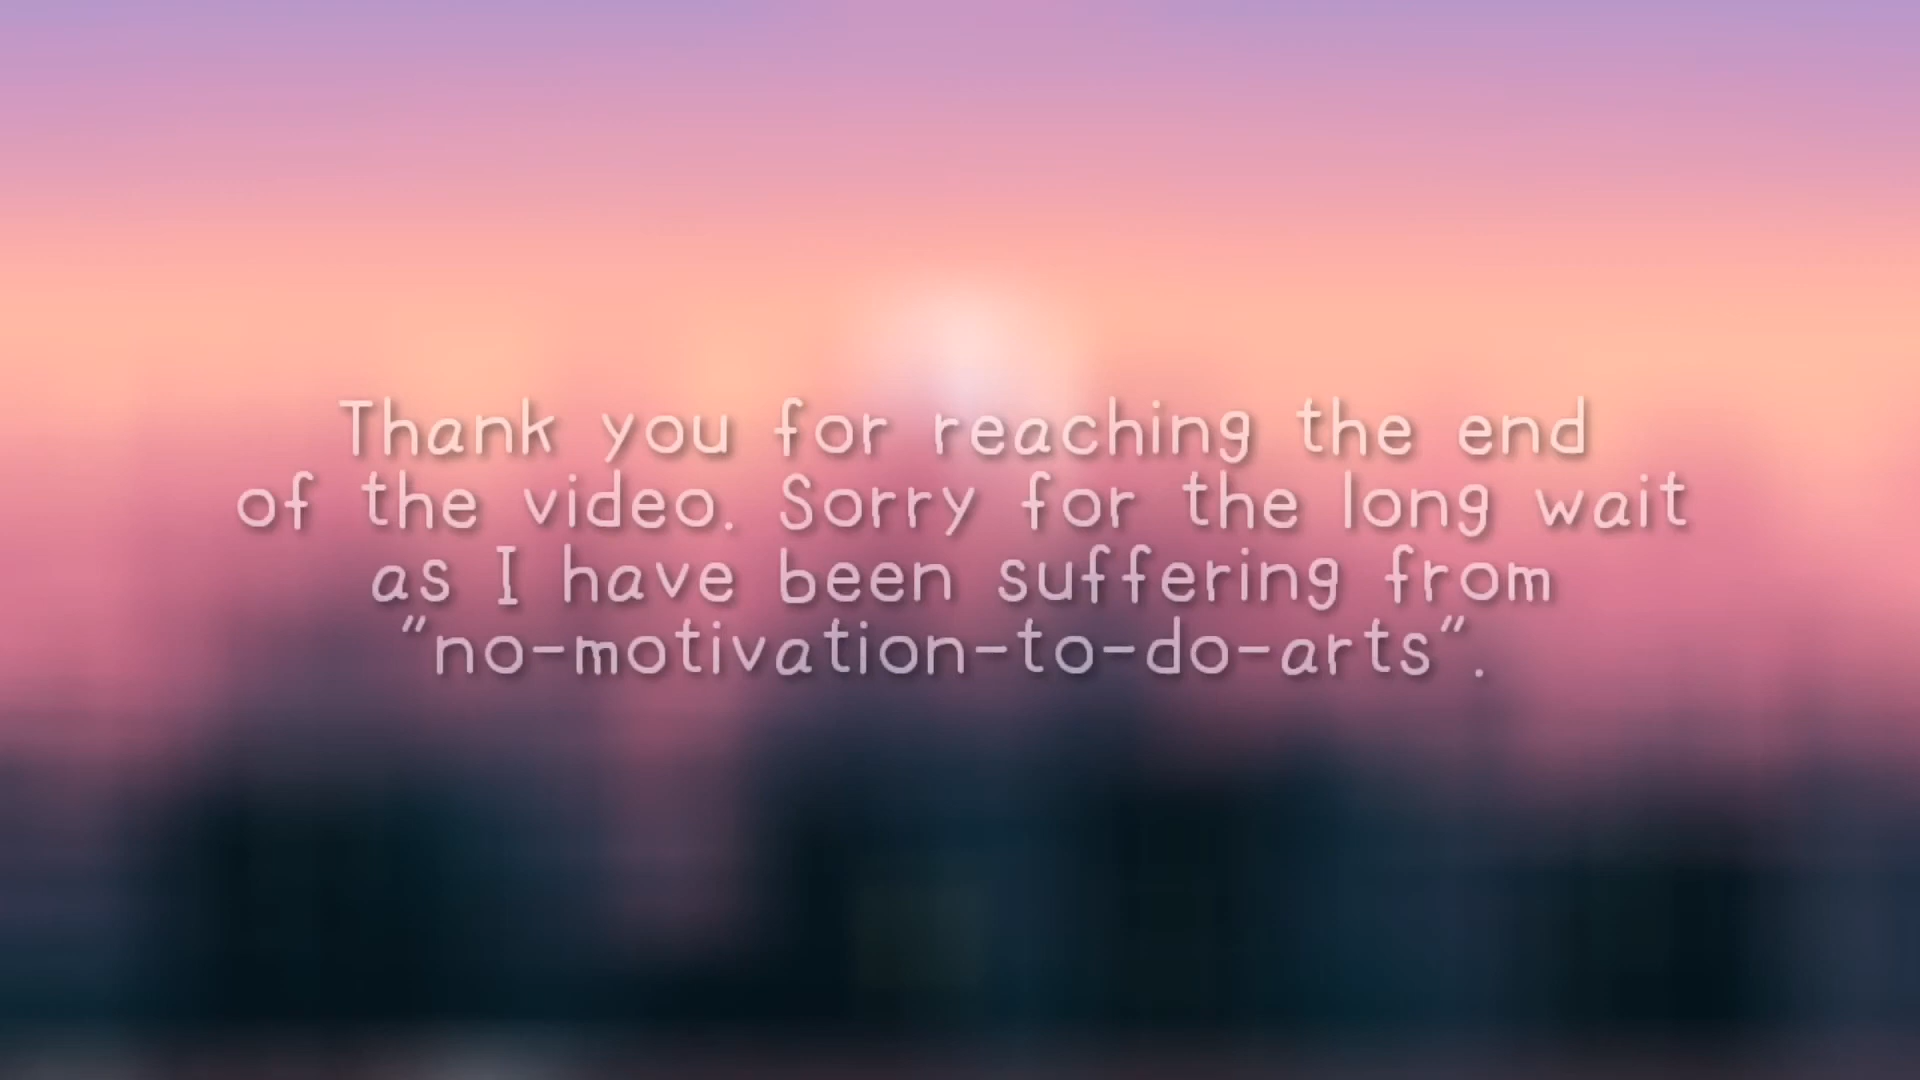 Thank you for reaching the end
of the video. Sorry for the long wait
as I have been suffering from
"no-motivation-to-do-arts".